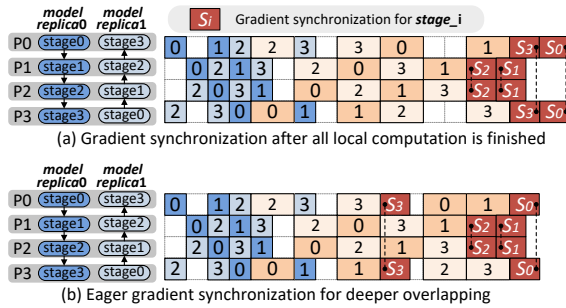 model replica0 model replica1 Si Gradient synchronization for stage_i
P0 stage0 stage3 0 1 2 2 3 3 0 1 S3 S0
P1 stage1 stage2 0 1 2 1 3 2 0 3 1 S2 S1
P2 stage2 stage1 2 0 3 1 0 2 1 3 S2 S1
P3 stage3 stage0 2 3 0 0 1 1 2 3 S3 S0
(a) Gradient synchronization after all local computation is finished
model replica0 model replica1
P0 stage0 stage3 0 1 2 2 3 3 S3 0 1 S0
P1 stage1 stage2 0 1 2 1 3 2 0 3 1 S2 S1
P2 stage2 stage1 2 0 3 1 0 2 1 3 S2 S1
P3 stage3 stage0 2 3 0 0 1 1 S3 2 3 S0
(b) Eager gradient synchronization for deeper overlapping